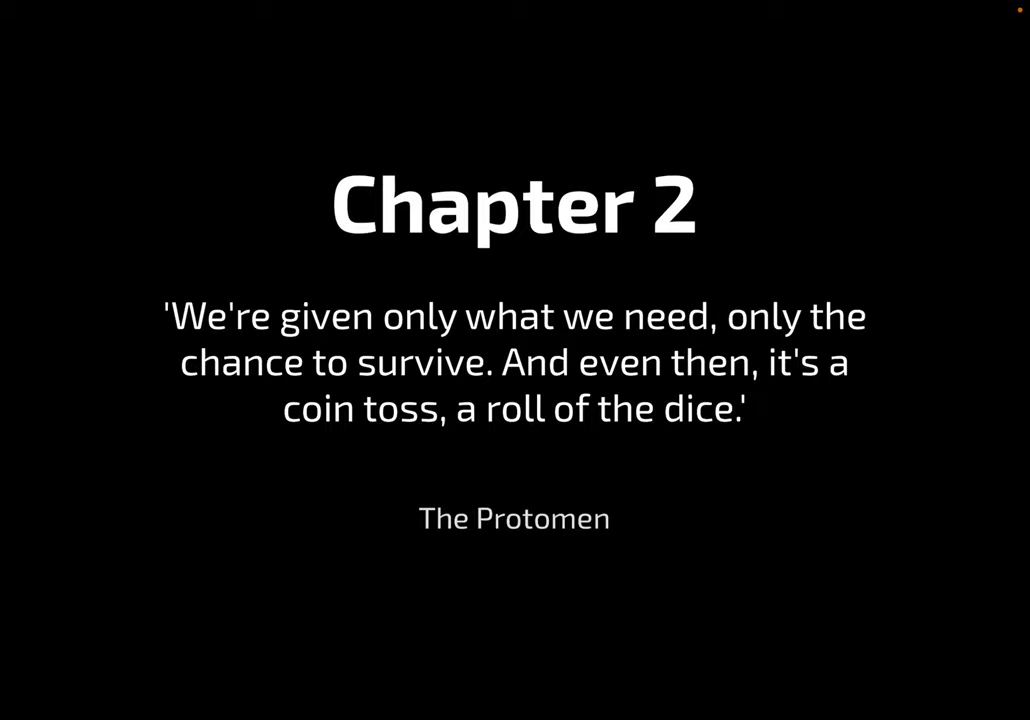 Chapter 2
'We're given only what we need, only the
chance to survive. And even then, it's a
coin toss, a roll of the dice.'
The Protomen